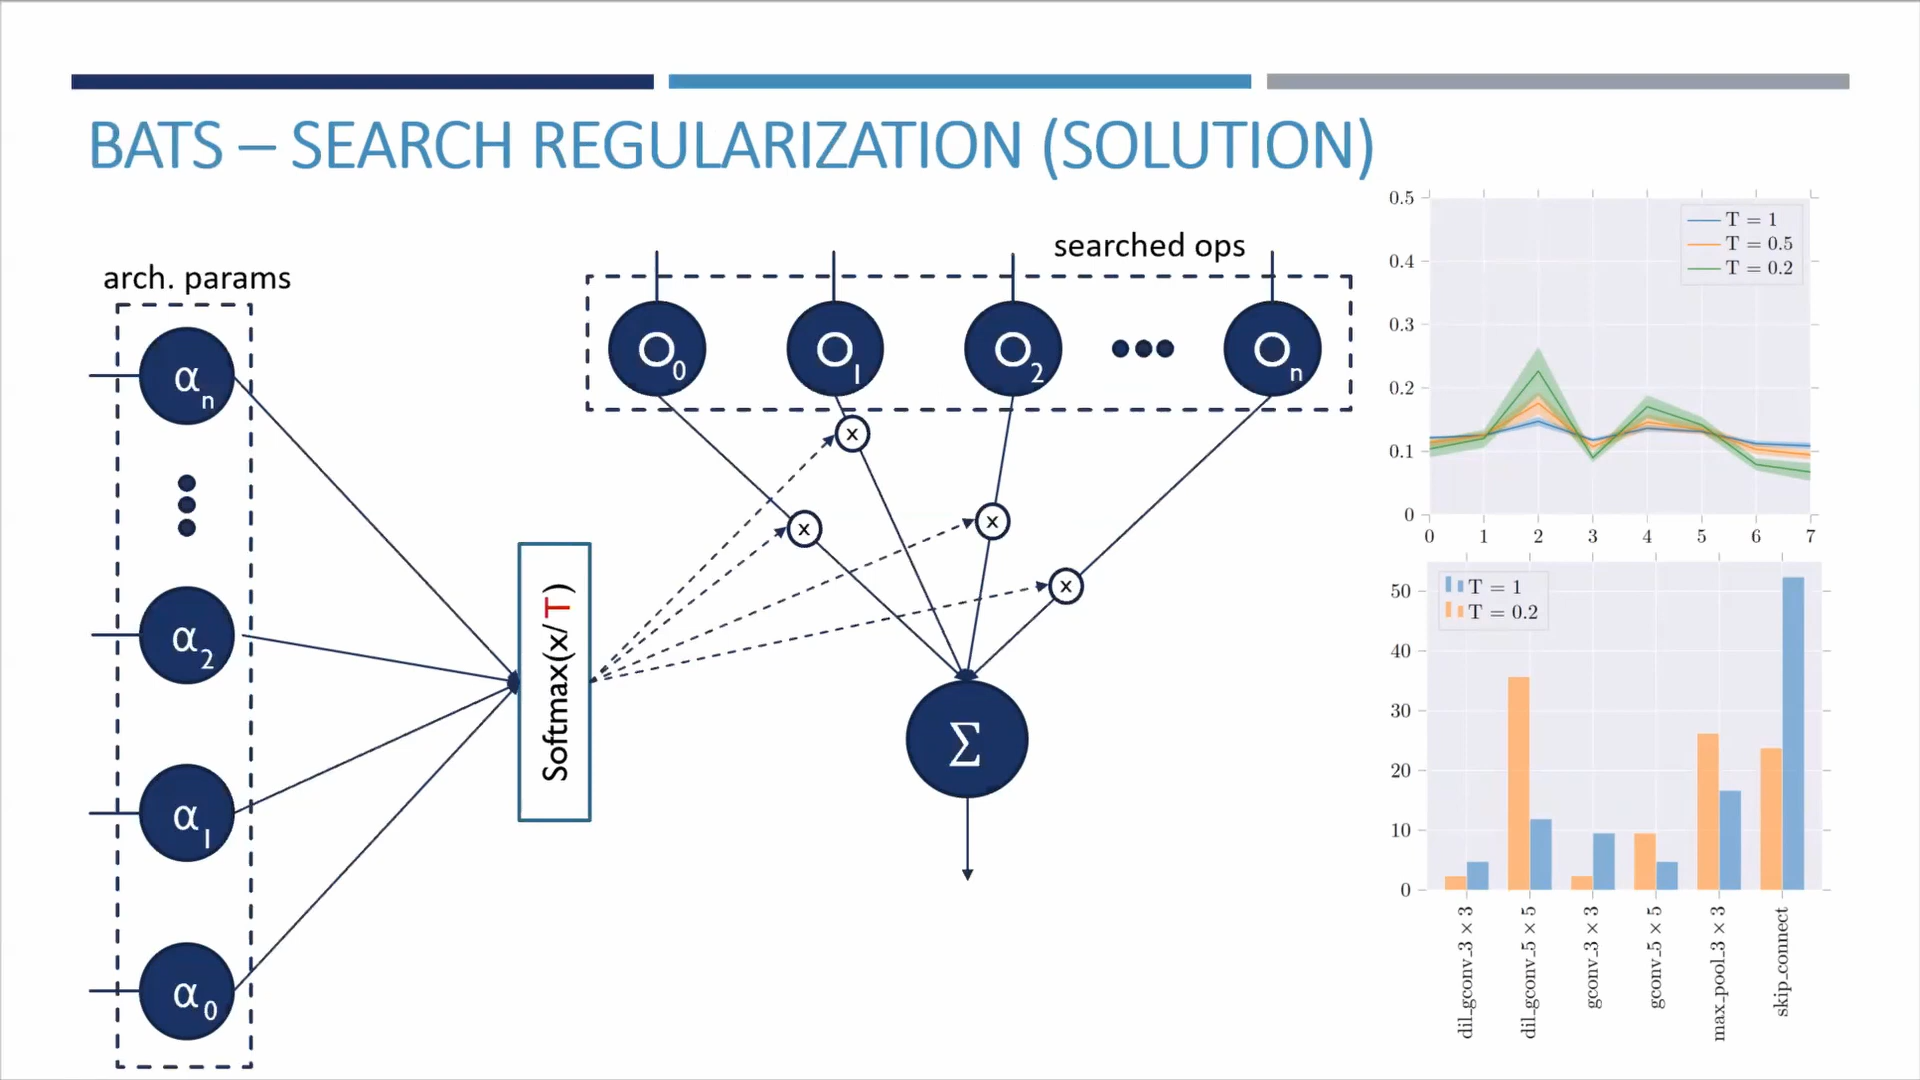 BATS – SEARCH REGULARIZATION (SOLUTION)
arch. params
αn
α2
α1
α0
Softmax(x/T)
searched ops
O0
O1
O2
On
x
x
x
x
Σ
0.5
0.4
0.3
0.2
0.1
0
T = 1
T = 0.5
T = 0.2
0 1 2 3 4 5 6 7
50
40
30
20
10
0
T = 1
T = 0.2
dil_gconv_3 × 3
dil_gconv_5 × 5
gconv_3 × 3
gconv_5 × 5
max_pool_3 × 3
skip_connect